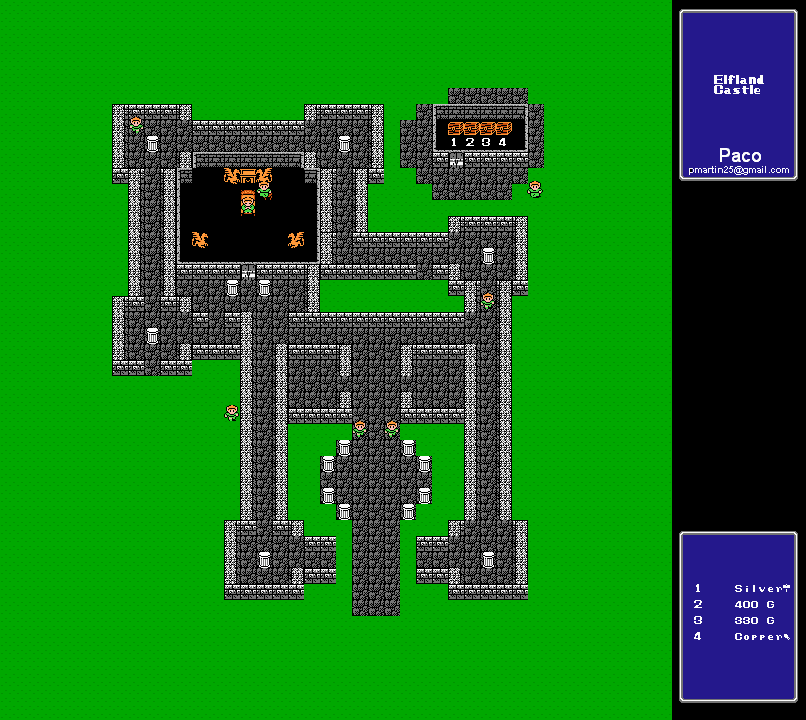 Elfland
Castle
1 2 3 4
Paco
pmartin25@gmail.com
1 Silver
2 400 G
3 330 G
4 Copper